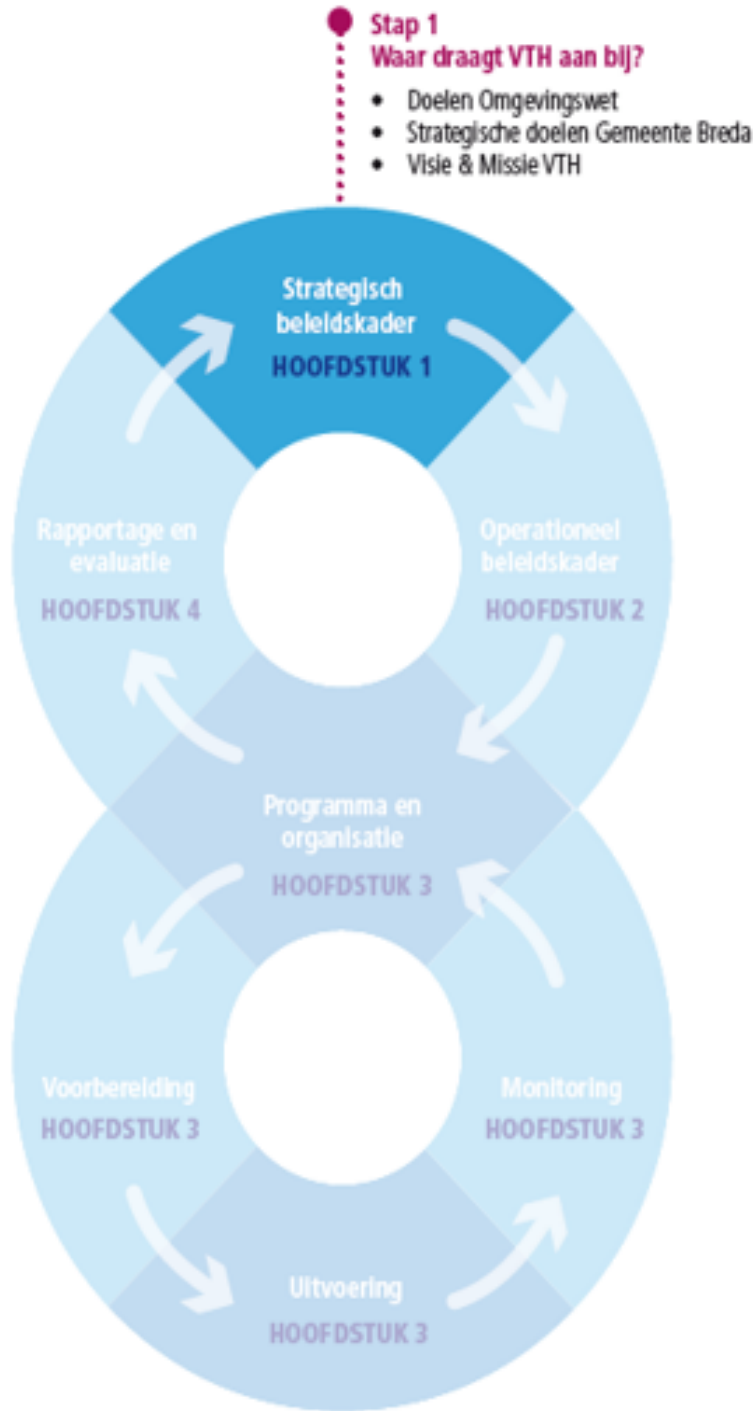 Stap 1
Waar draagt VTH aan bij?
• Doelen Omgevingswet
• Strategische doelen Gemeente Breda
• Visie & Missie VTH
Strategisch
beleidskader
HOOFDSTUK 1
Rapportage en
evaluatie
HOOFDSTUK 4
Operationeel
beleidskader
HOOFDSTUK 2
Programma en
organisatie
HOOFDSTUK 3
Voorbereiding
HOOFDSTUK 3
Monitoring
HOOFDSTUK 3
Uitvoering
HOOFDSTUK 3